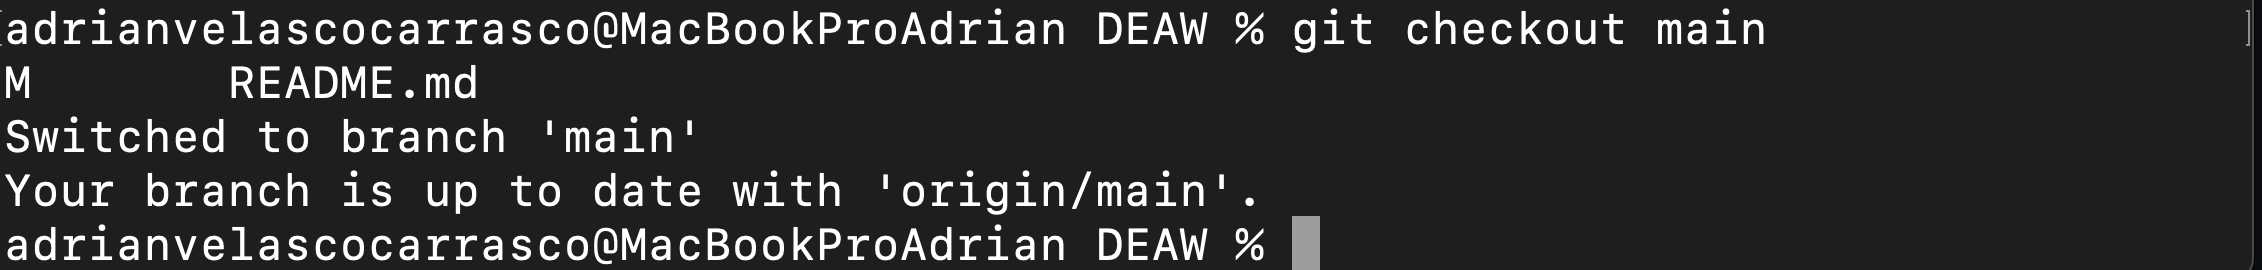 adrianvelascocarrasco@MacBookProAdrian DEAW % git checkout main
M       README.md
Switched to branch 'main'
Your branch is up to date with 'origin/main'.
adrianvelascocarrasco@MacBookProAdrian DEAW %